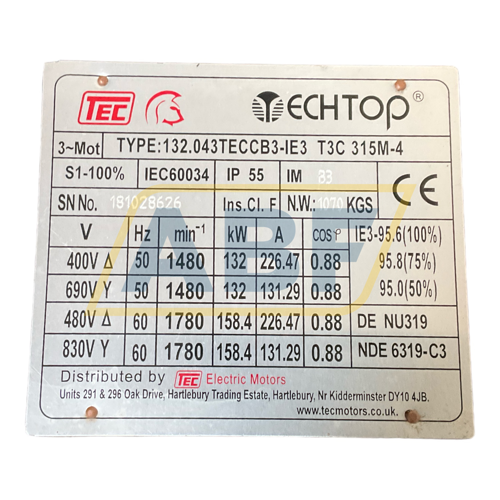 TEC TECHTOP®
3~Mot TYPE:132.043TECCB3-IE3 T3C 315M-4
S1-100% IEC60034 IP 55 IM B3
SN No. 181028626 Ins.Cl. F N.W.: 1070 KGS CE
V Hz min⁻¹ kW A cosφ IE3-95.6(100%)
400V Δ 50 1480 132 226.47 0.88 95.8(75%)
690V Y 50 1480 132 131.29 0.88 95.0(50%)
480V Δ 60 1780 158.4 226.47 0.88 DE NU319
830V Y 60 1780 158.4 131.29 0.88 NDE 6319-C3
ABF
Distributed by TEC Electric Motors
Units 291 & 296 Oak Drive, Hartlebury Trading Estate, Hartlebury, Nr Kidderminster DY10 4JB.
www.tecmotors.co.uk.